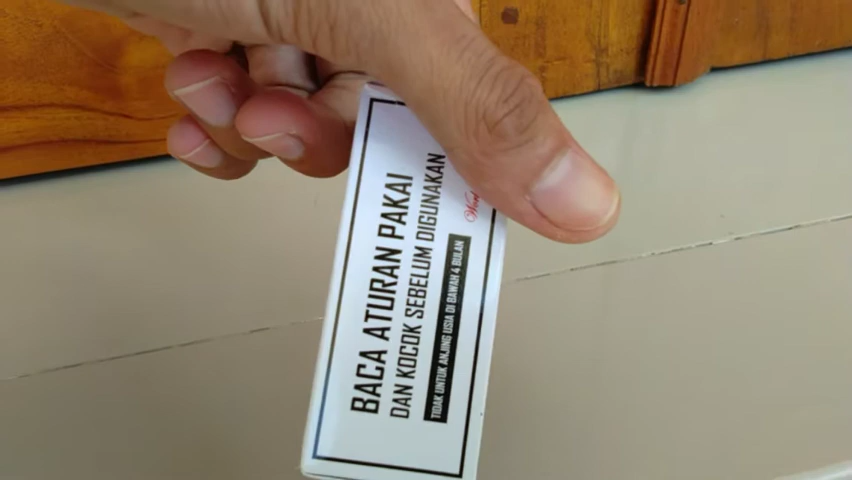 BACA ATURAN PAKAI
DAN KOCOK SEBELUM DIGUNAKAN
TIDAK UNTUK ANJING USIA DI BAWAH 4 BULAN